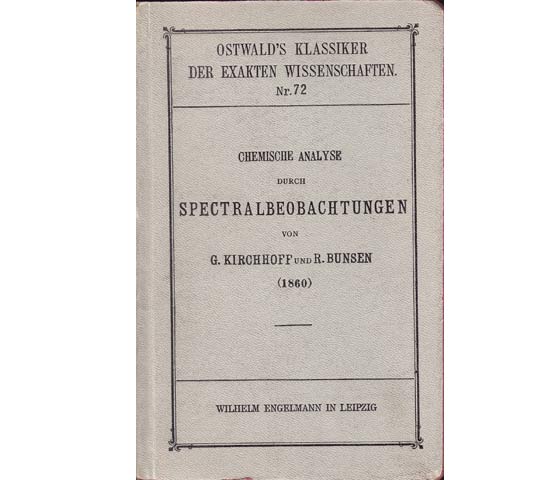 OSTWALD'S KLASSIKER
DER EXAKTEN WISSENSCHAFTEN.
Nr. 72
CHEMISCHE ANALYSE
DURCH
SPECTRALBEOBACHTUNGEN
VON
G. KIRCHHOFF UND R. BUNSEN
(1860)
WILHELM ENGELMANN IN LEIPZIG